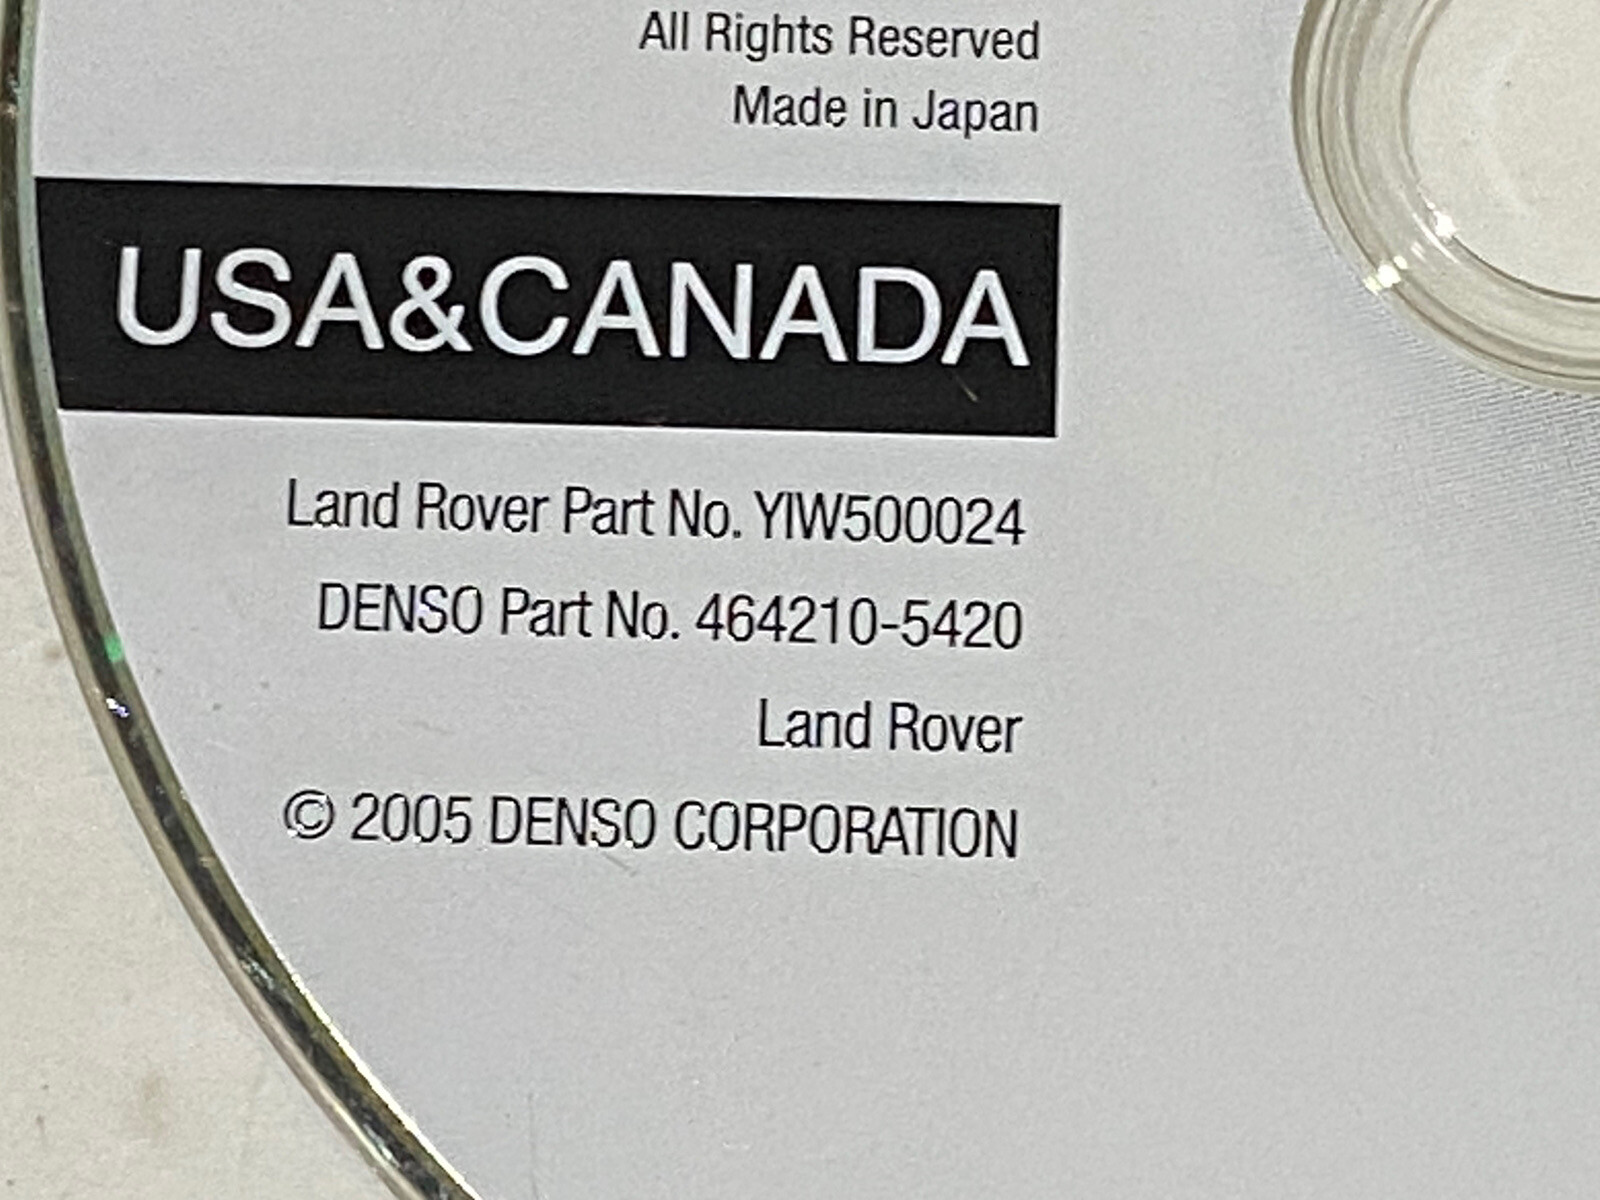 All Rights Reserved
Made in Japan
USA&CANADA
Land Rover Part No. YIW500024
DENSO Part No. 464210-5420
Land Rover
© 2005 DENSO CORPORATION